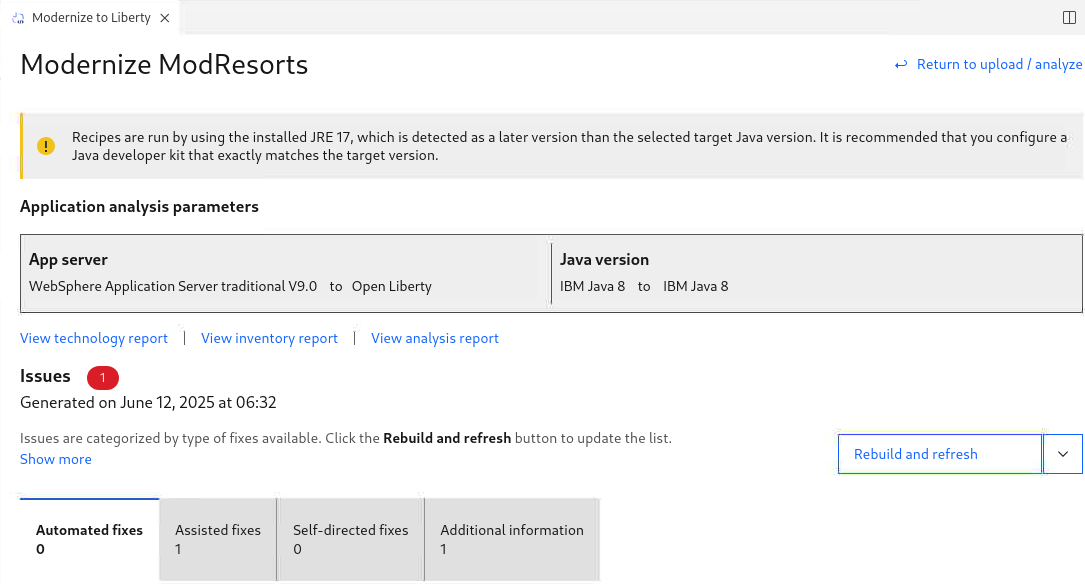 Modernize to Liberty
Modernize ModResorts
Return to upload / analyze
Recipes are run by using the installed JRE 17, which is detected as a later version than the selected target Java version. It is recommended that you configure a
Java developer kit that exactly matches the target version.
Application analysis parameters
App server
WebSphere Application Server traditional V9.0 to Open Liberty
Java version
IBM Java 8 to IBM Java 8
View technology report | View inventory report | View analysis report
Issues 1
Generated on June 12, 2025 at 06:32
Issues are categorized by type of fixes available. Click the Rebuild and refresh button to update the list.
Show more
Rebuild and refresh
Automated fixes
0
Assisted fixes
1
Self-directed fixes
0
Additional information
1